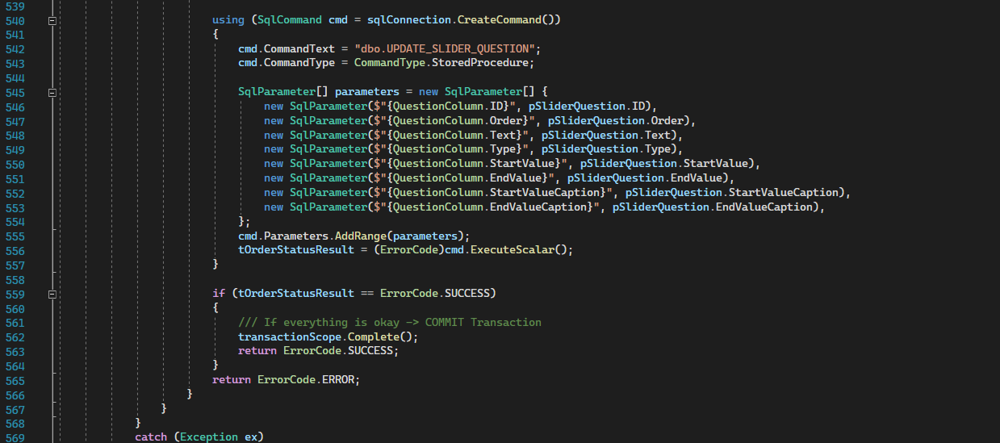 539
540 using (SqlCommand cmd = sqlConnection.CreateCommand())
541 {
542 cmd.CommandText = "dbo.UPDATE_SLIDER_QUESTION";
543 cmd.CommandType = CommandType.StoredProcedure;
544
545 SqlParameter[] parameters = new SqlParameter[] {
546 new SqlParameter($"{QuestionColumn.ID}", pSliderQuestion.ID),
547 new SqlParameter($"{QuestionColumn.Order}", pSliderQuestion.Order),
548 new SqlParameter($"{QuestionColumn.Text}", pSliderQuestion.Text),
549 new SqlParameter($"{QuestionColumn.Type}", pSliderQuestion.Type),
550 new SqlParameter($"{QuestionColumn.StartValue}", pSliderQuestion.StartValue),
551 new SqlParameter($"{QuestionColumn.EndValue}", pSliderQuestion.EndValue),
552 new SqlParameter($"{QuestionColumn.StartValueCaption}", pSliderQuestion.StartValueCaption),
553 new SqlParameter($"{QuestionColumn.EndValueCaption}", pSliderQuestion.EndValueCaption),
554 };
555 cmd.Parameters.AddRange(parameters);
556 tOrderStatusResult = (ErrorCode)cmd.ExecuteScalar();
557 }
558
559 if (tOrderStatusResult == ErrorCode.SUCCESS)
560 {
561 /// If everything is okay -> COMMIT Transaction
562 transactionScope.Complete();
563 return ErrorCode.SUCCESS;
564 }
565 return ErrorCode.ERROR;
566 }
567 }
568 }
569 catch (Exception ex)